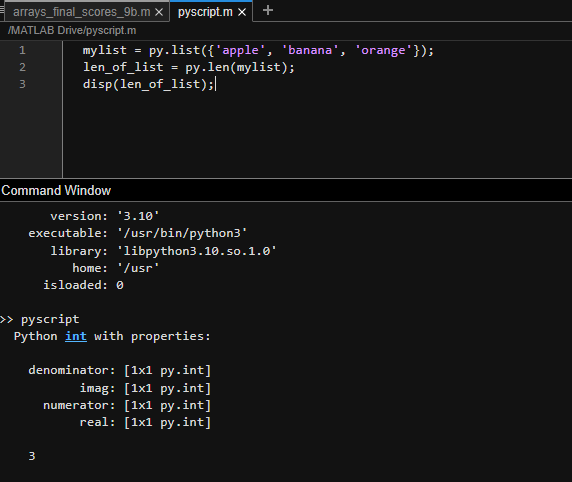 arrays_final_scores_9b.m × pyscript.m × +
/MATLAB Drive/pyscript.m
1 mylist = py.list({'apple', 'banana', 'orange'});
2 len_of_list = py.len(mylist);
3 disp(len_of_list);
Command Window
version: '3.10'
executable: '/usr/bin/python3'
library: 'libpython3.10.so.1.0'
home: '/usr'
isloaded: 0
>> pyscript
Python int with properties:
denominator: [1x1 py.int]
imag: [1x1 py.int]
numerator: [1x1 py.int]
real: [1x1 py.int]
3